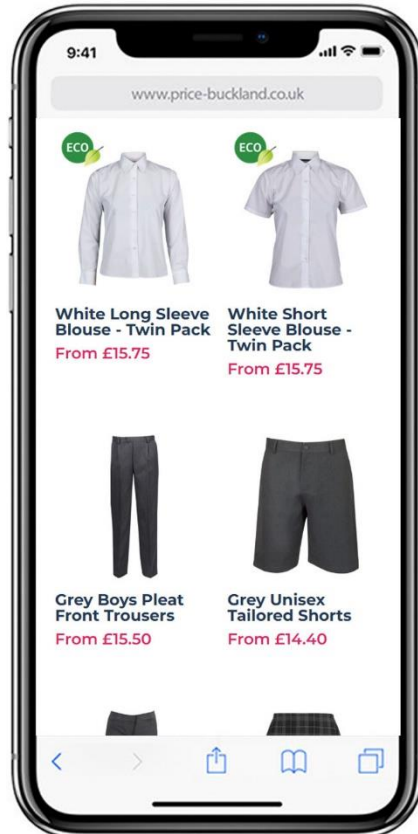 9:41
www.price-buckland.co.uk
ECO
ECO
White Long Sleeve
Blouse - Twin Pack
From £15.75
White Short
Sleeve Blouse -
Twin Pack
From £15.75
Grey Boys Pleat
Front Trousers
From £15.50
Grey Unisex
Tailored Shorts
From £14.40